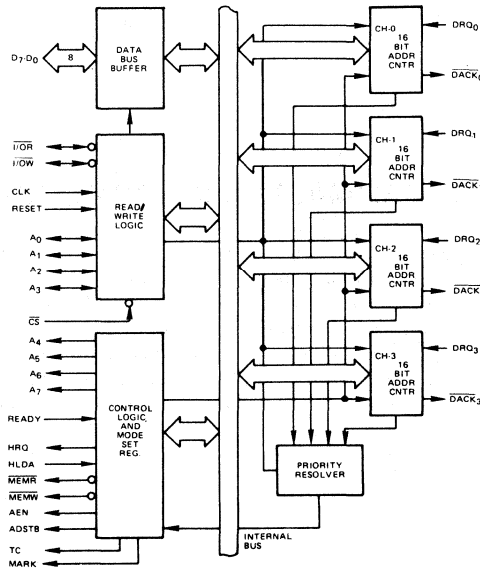 D7-D0
8
DATA
BUS
BUFFER
I/OR
I/OW
CLK
RESET
A0
A1
A2
A3
CS
READ/
WRITE
LOGIC
A4
A5
A6
A7
READY
HRQ
HLDA
MEMR
MEMW
AEN
ADSTB
TC
MARK
CONTROL
LOGIC,
AND
MODE
SET
REG.
INTERNAL
BUS
CH-0
16
BIT
ADDR
CNTR
DRQ0
DACK0
CH-1
16
BIT
ADDR
CNTR
DRQ1
DACK
CH-2
16
BIT
ADDR
CNTR
DRQ2
DACK
CH-3
16
BIT
ADDR
CNTR
DRQ3
DACK3
PRIORITY
RESOLVER